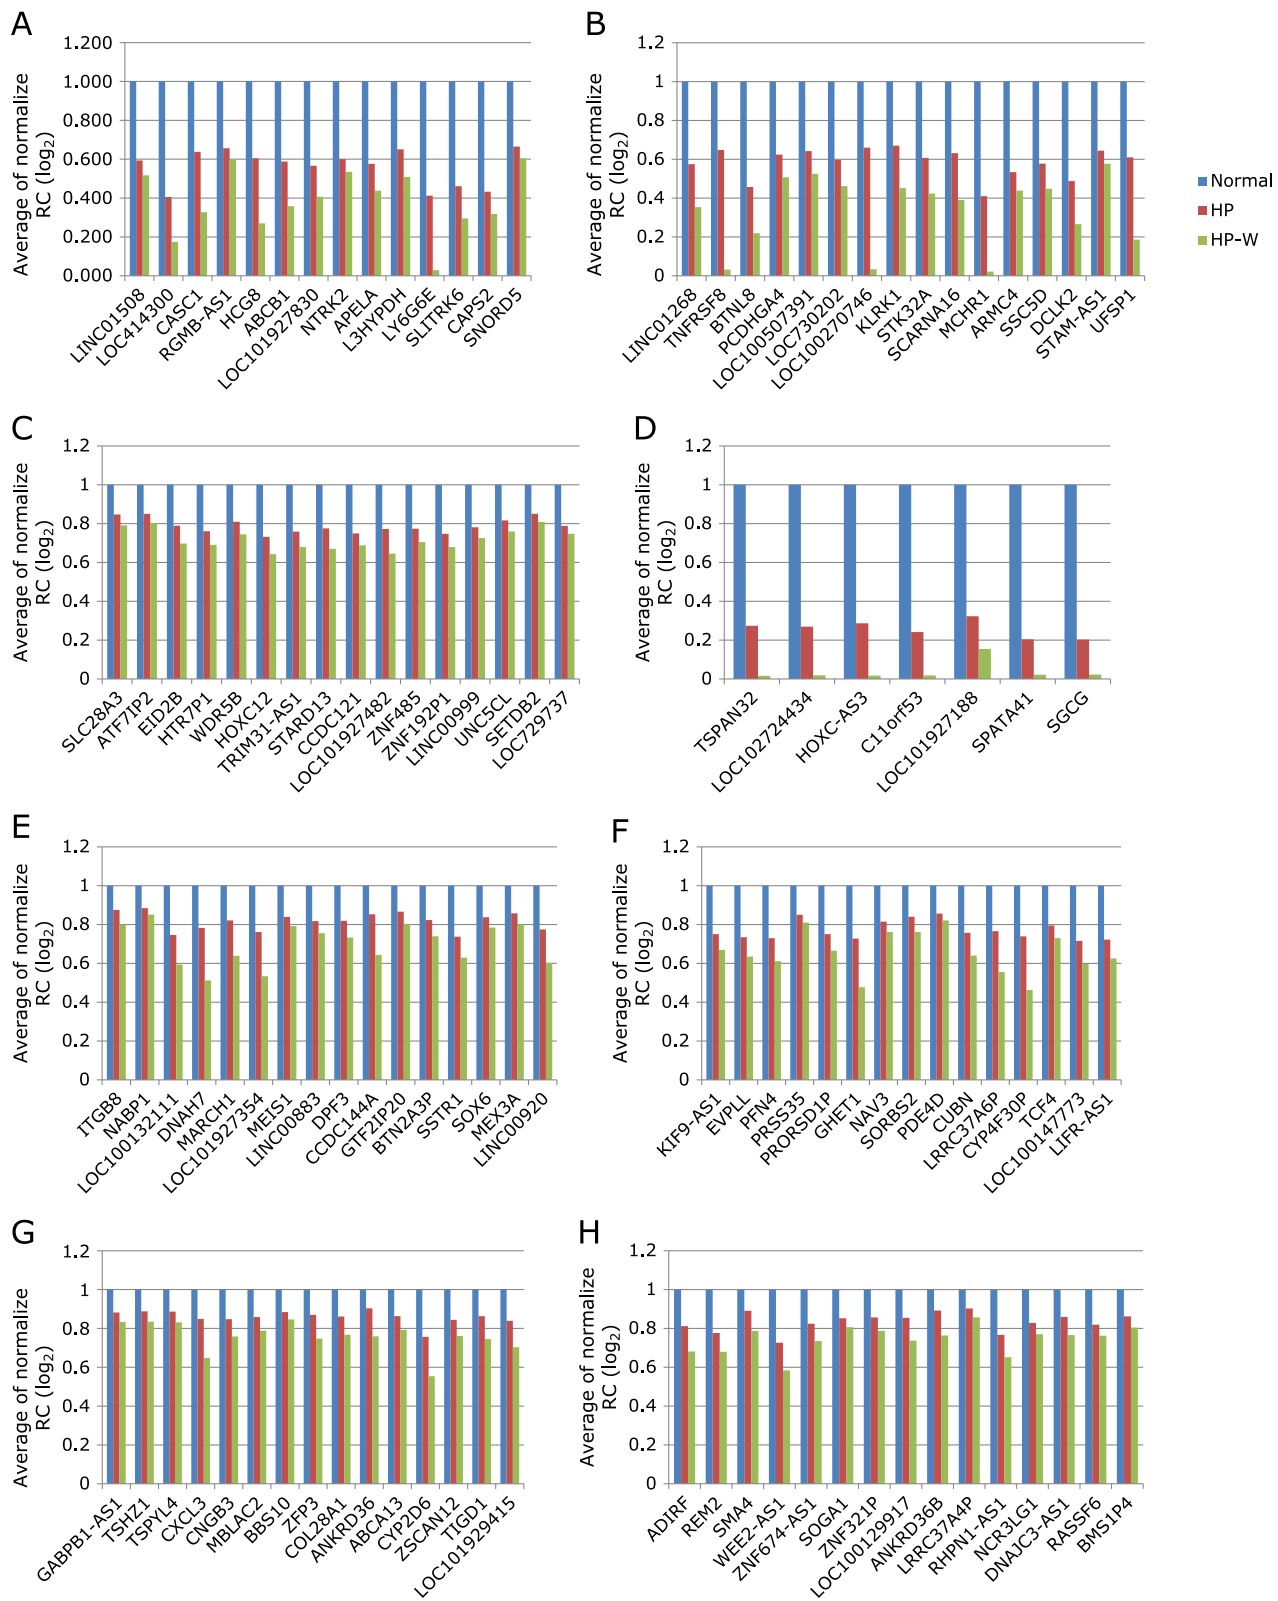 A
Average of normalize
RC (log2)
1.200
1.000
0.800
0.600
0.400
0.200
0.000
LINC01508
LOC414300
CASC1
RGMB-AS1
HCG8
ABCB1
LOC101927830
NTRK2
APELA
L3HYPDH
LY6G6E
SLITRK6
CAPS2
SNORD5
B
Average of normalize
RC (log2)
1.2
1
0.8
0.6
0.4
0.2
0
LINC01268
TNFRSF8
BTNL8
PCDHGA4
LOC100507391
LOC730202
LOC100270746
KLRK1
STK32A
SCARNA16
MCHR1
ARMC4
SSC5D
DCLK2
STAM-AS1
UFSP1
Normal
HP
HP-W
C
Average of normalize
RC (log2)
1.2
1
0.8
0.6
0.4
0.2
0
SLC28A3
ATF7IP2
EID2B
HTR7P1
WDR5B
HOXC12
TRIM31-AS1
STARD13
CCDC121
LOC101927482
ZNF485
ZNF192P1
LINC00999
UNC5CL
SETDB2
LOC729737
D
Average of normalize
RC (log2)
1.2
1
0.8
0.6
0.4
0.2
0
TSPAN32
LOC102724434
HOXC-AS3
C11orf53
LOC101927188
SPATA41
SGCG
E
Average of normalize
RC (log2)
1.2
1
0.8
0.6
0.4
0.2
0
ITGB8
NABP1
LOC100132111
DNAH7
MARCH1
LOC101927354
MEIS1
LINC00883
DPF3
CCDC144A
GTF2IP20
BTN2A3P
SSTR1
SOX6
MEX3A
LINC00920
F
Average of normalize
RC (log2)
1.2
1
0.8
0.6
0.4
0.2
0
KIF9-AS1
EVPLL
PFN4
PRSS35
PRORSD1P
GHET1
NAV3
SORBS2
PDE4D
CUBN
LRRC37A6P
CYP4F30P
TCF4
LOC100147773
LIFR-AS1
G
Average of normalize
RC (log2)
1.2
1
0.8
0.6
0.4
0.2
0
GABPB1-AS1
TSHZ1
TSPYL4
CXCL3
CNGB3
MBLAC2
BBS10
ZFP3
COL28A1
ANKRD36
ABCA13
CYP2D6
ZSCAN12
TIGD1
LOC101929415
H
Average of normalize
RC (log2)
1.2
1
0.8
0.6
0.4
0.2
0
ADIRF
REM2
SMA4
WEE2-AS1
ZNF674-AS1
SOGA1
ZNF321P
LOC100129917
ANKRD36B
LRRC37A4P
RHPN1-AS1
NCR3LG1
DNAJC3-AS1
RASSF6
BMS1P4